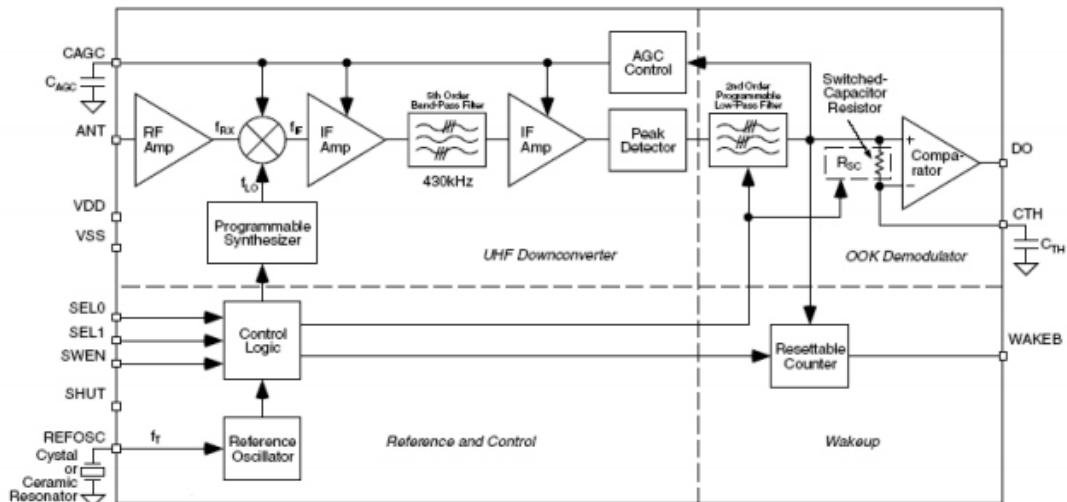 CAGC
C_AGC
AGC
Control
5th Order
Band-Pass Filter
2nd Order
Programmable
Low-Pass Filter
Switched-
Capacitor
Resistor
ANT
RF
Amp
f_RX
f_IF
IF
Amp
430kHz
IF
Amp
Peak
Detector
R_SC
+
−
Compa-
rator
DO
f_LO
VDD
VSS
Programmable
Synthesizer
CTH
C_TH
UHF Downconverter
OOK Demodulator
SEL0
SEL1
SWEN
Control
Logic
Resettable
Counter
WAKEB
SHUT
REFOSC
f_T
Reference
Oscillator
Reference and Control
Wakeup
Cystal
or
Ceramic
Resonator